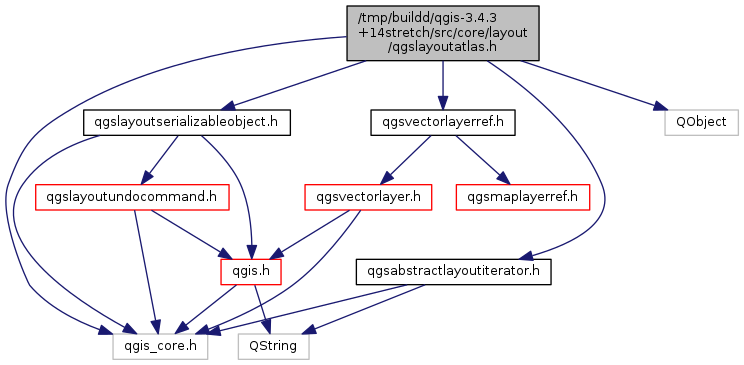 /tmp/buildd/qgis-3.4.3
+14stretch/src/core/layout
/qgslayoutatlas.h
qgslayoutserializableobject.h
qgsvectorlayerref.h
QObject
qgslayoutundocommand.h
qgsvectorlayer.h
qgsmaplayerref.h
qgis.h
qgsabstractlayoutiterator.h
qgis_core.h
QString